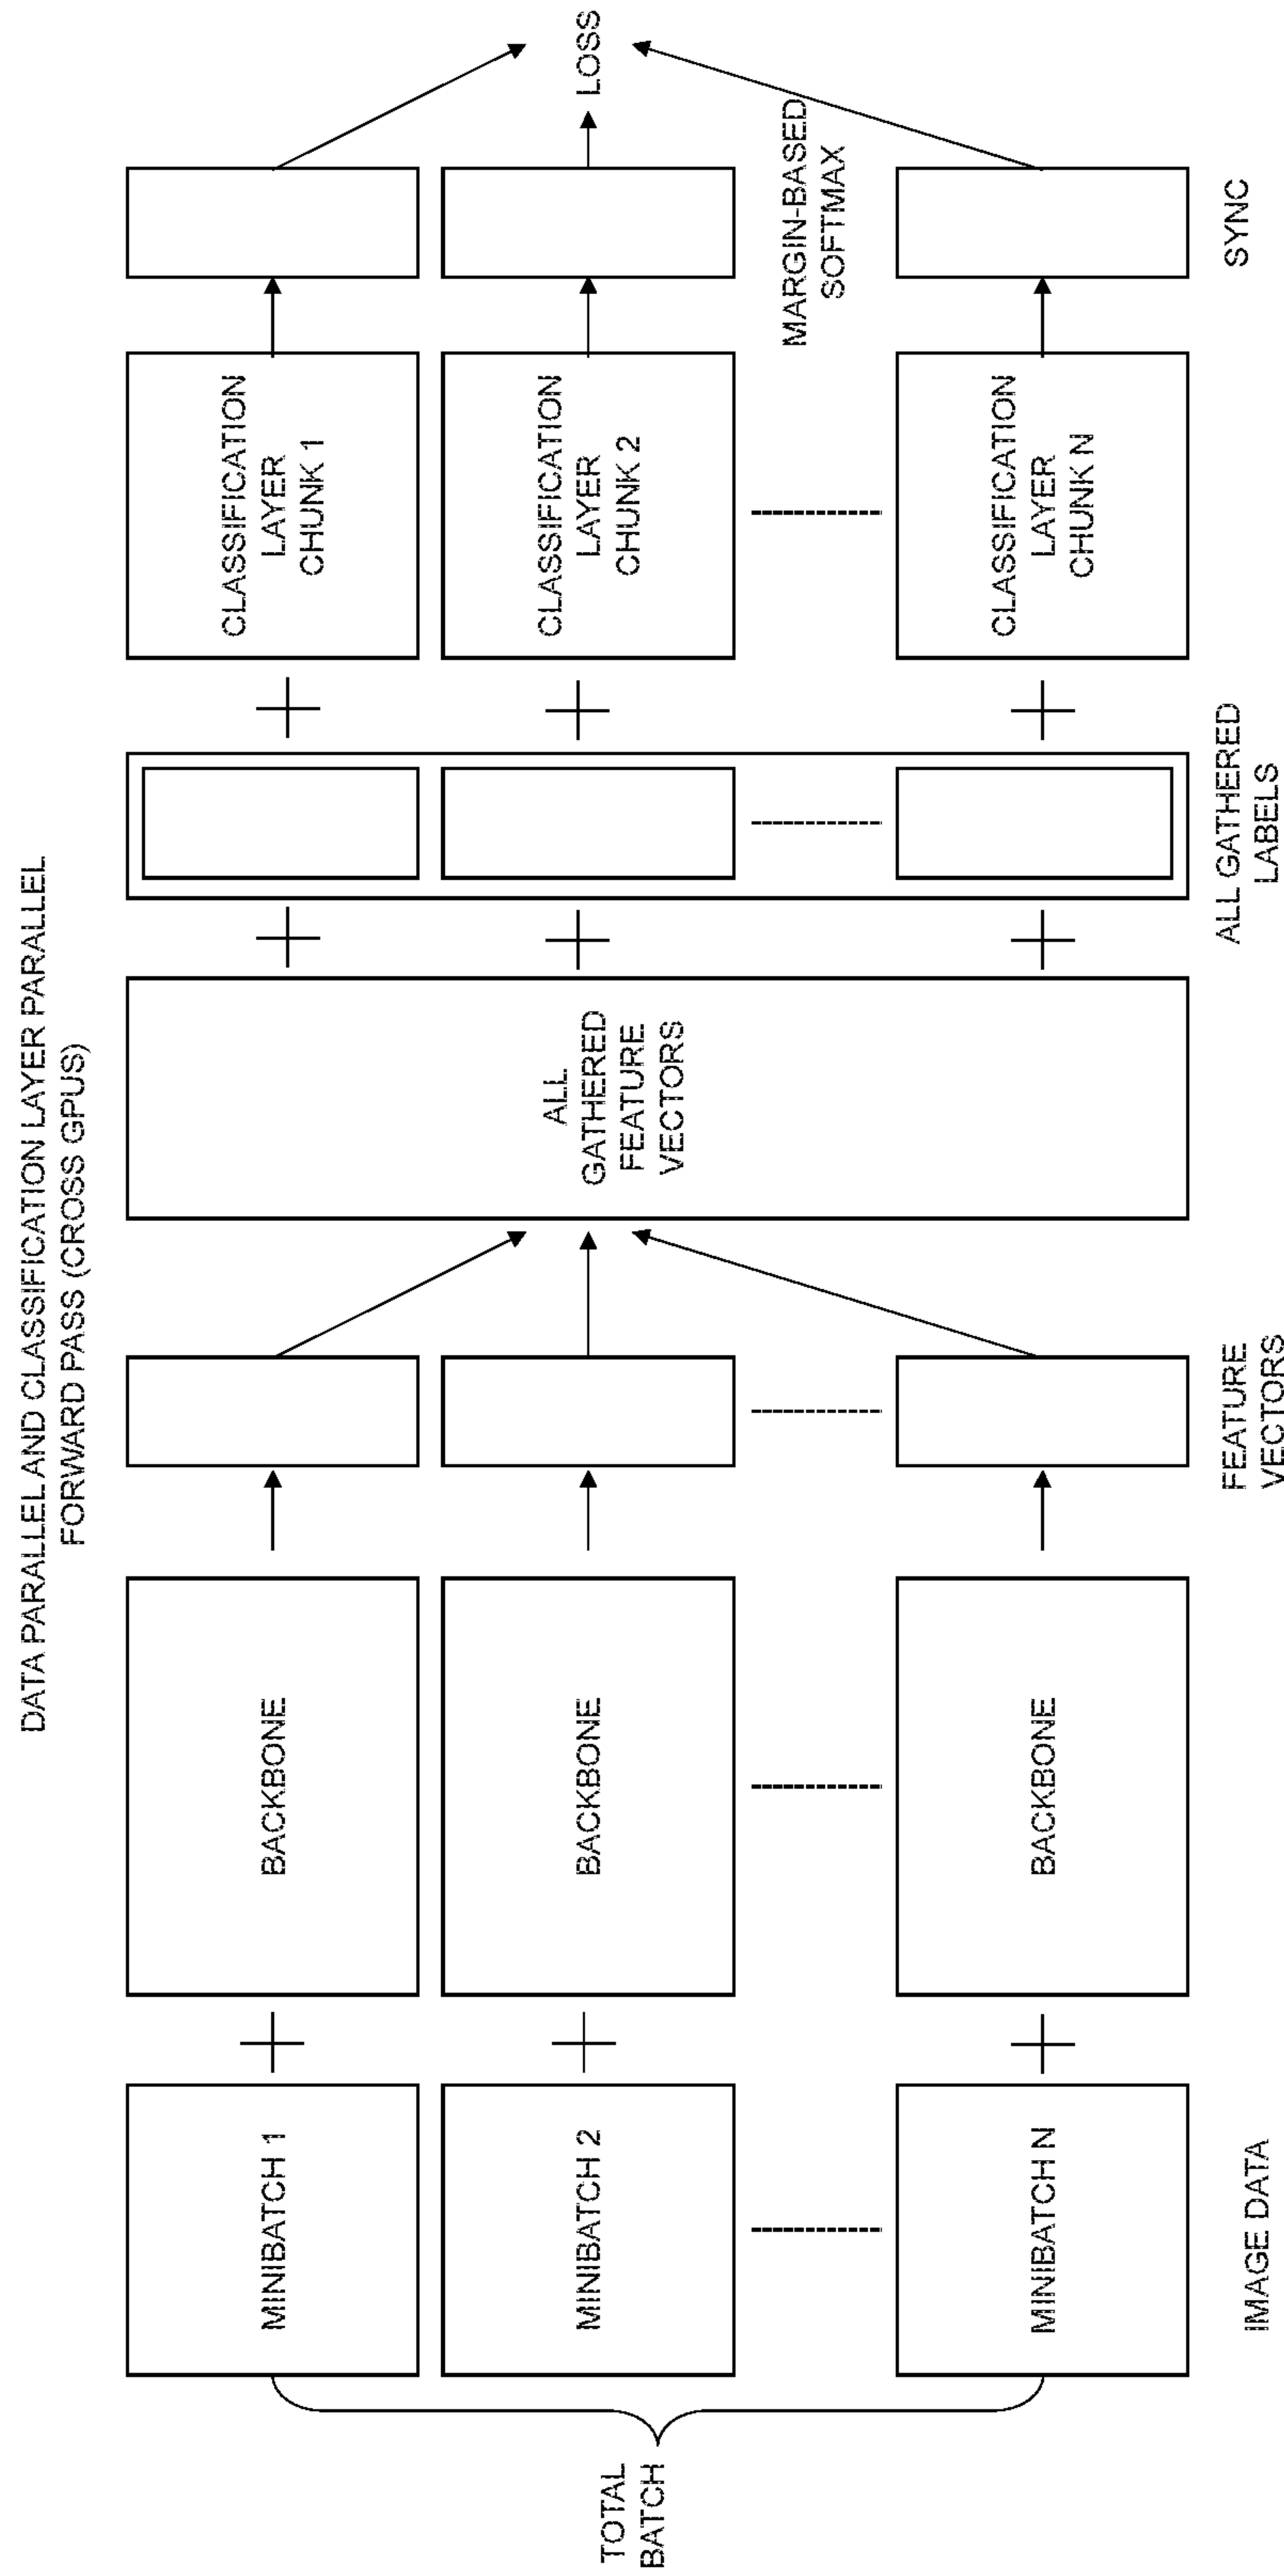 DATA PARALLEL AND CLASSIFICATION LAYER PARALLEL
FORWARD PASS (CROSS GPUS)
TOTAL
BATCH
MINIBATCH 1
MINIBATCH 2
MINIBATCH N
IMAGE DATA
BACKBONE
BACKBONE
BACKBONE
FEATURE
VECTORS
ALL
GATHERED
FEATURE
VECTORS
ALL GATHERED
LABELS
CLASSIFICATION
LAYER
CHUNK 1
CLASSIFICATION
LAYER
CHUNK 2
CLASSIFICATION
LAYER
CHUNK N
MARGIN-BASED
SOFTMAX
SYNC
LOSS